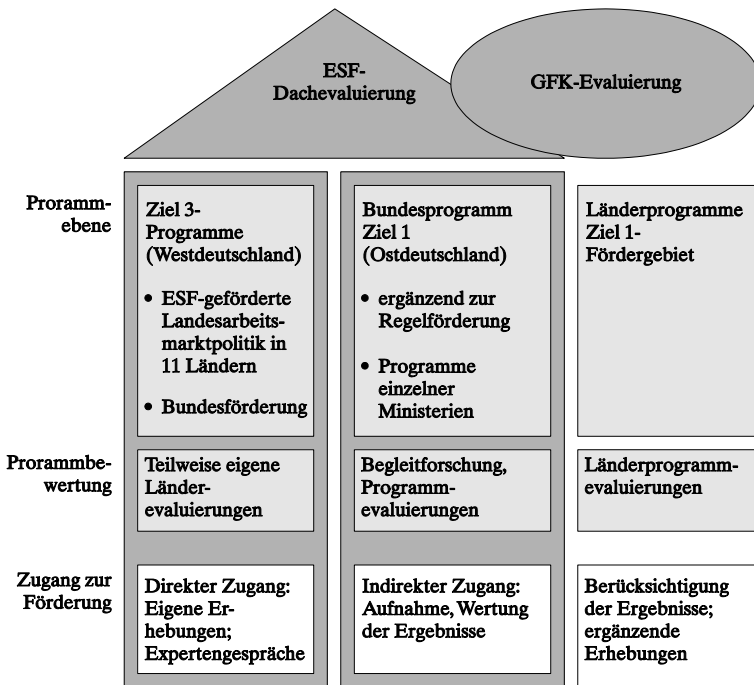 ESF-
Dachevaluierung
GFK-Evaluierung
Proramm-
ebene
Ziel 3-
Programme
(Westdeutschland)
• ESF-geförderte
Landesarbeits-
marktpolitik in
11 Ländern
• Bundesförderung
Bundesprogramm
Ziel 1
(Ostdeutschland)
• ergänzend zur
Regelförderung
• Programme
einzelner
Ministerien
Länderprogramme
Ziel 1-
Fördergebiet
Prorammbe-
wertung
Teilweise eigene
Länder-
evaluierungen
Begleitforschung,
Programm-
evaluierungen
Länderprogramm-
evaluierungen
Zugang zur
Förderung
Direkter Zugang:
Eigene Er-
hebungen;
Expertengespräche
Indirekter Zugang:
Aufnahme, Wertung
der Ergebnisse
Berücksichtigung
der Ergebnisse;
ergänzende
Erhebungen